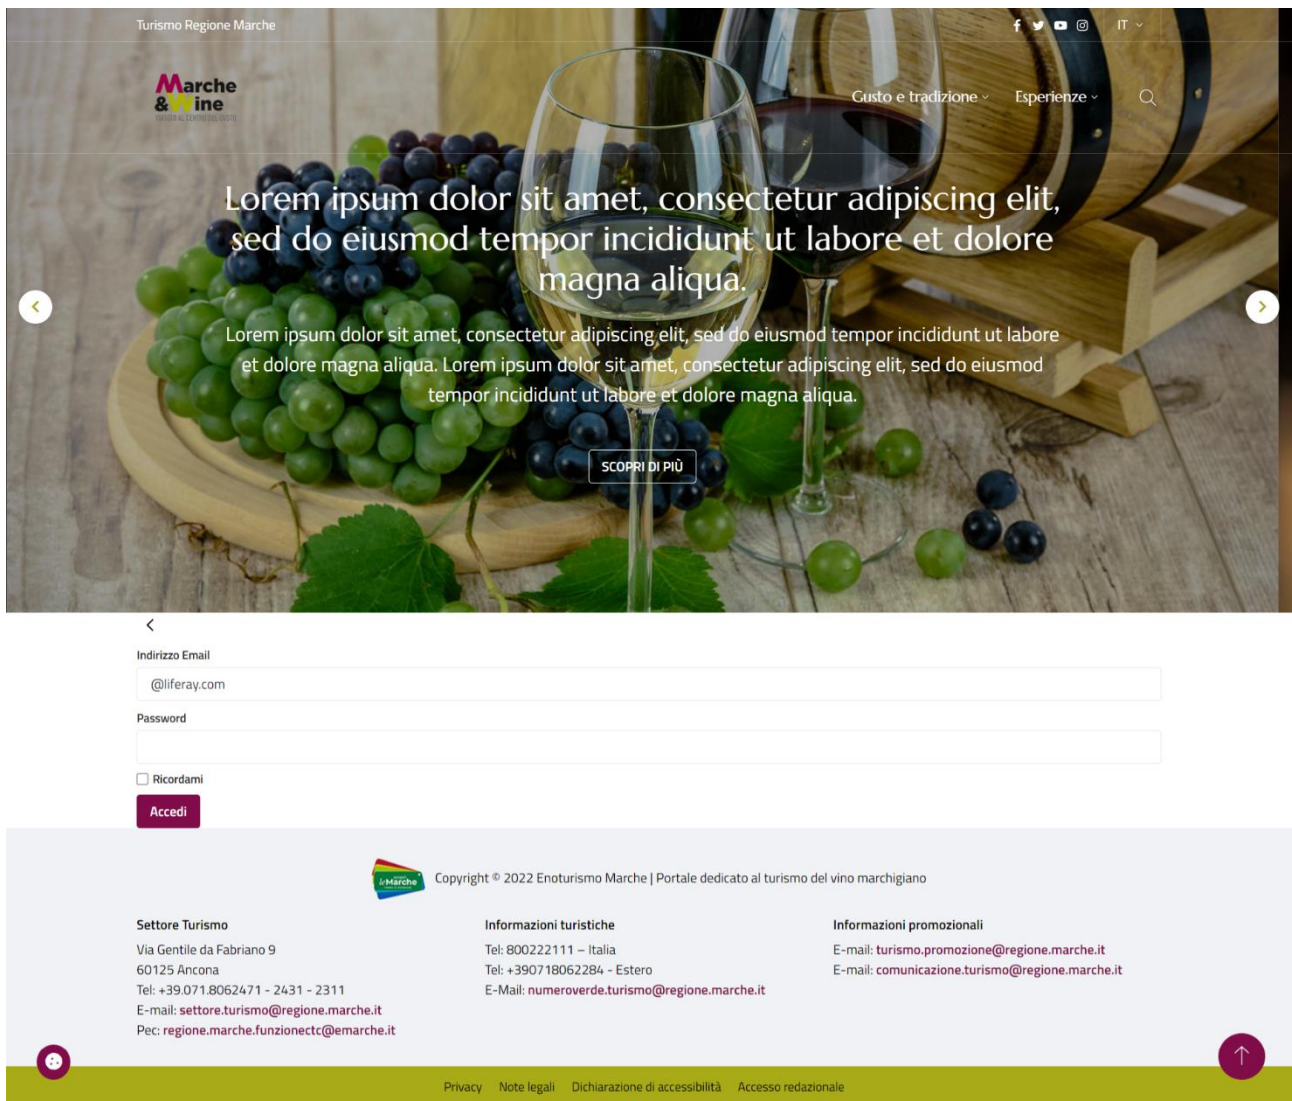 Turismo Regione Marche
IT
Marche
& Wine
VIAGGIO AL CENTRO DEL GUSTO
Gusto e tradizione
Esperienze
Lorem ipsum dolor sit amet, consectetur adipiscing elit,
sed do eiusmod tempor incididunt ut labore et dolore
magna aliqua.
Lorem ipsum dolor sit amet, consectetur adipiscing elit, sed do eiusmod tempor incididunt ut labore
et dolore magna aliqua. Lorem ipsum dolor sit amet, consectetur adipiscing elit, sed do eiusmod
tempor incididunt ut labore et dolore magna aliqua.
SCOPRI DI PIÙ
Indirizzo Email
@liferay.com
Password
Ricordami
Accedi
leMarche
Copyright © 2022 Enoturismo Marche | Portale dedicato al turismo del vino marchigiano
Settore Turismo
Via Gentile da Fabriano 9
60125 Ancona
Tel: +39.071.8062471 - 2431 - 2311
E-mail: settore.turismo@regione.marche.it
Pec: regione.marche.funzionectc@emarche.it
Informazioni turistiche
Tel: 800222111 – Italia
Tel: +390718062284 - Estero
E-Mail: numeroverde.turismo@regione.marche.it
Informazioni promozionali
E-mail: turismo.promozione@regione.marche.it
E-mail: comunicazione.turismo@regione.marche.it
Privacy Note legali Dichiarazione di accessibilità Accesso redazionale